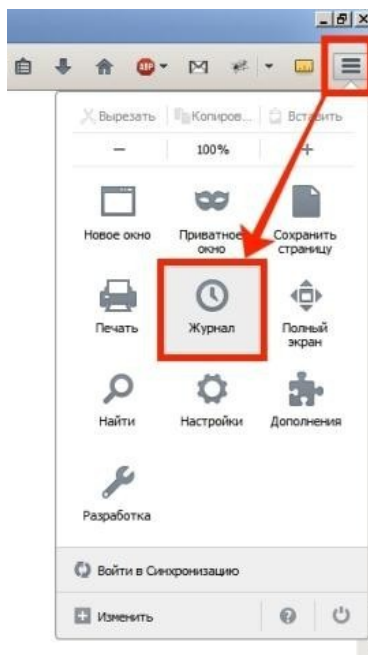 ABP
Вырезать Копиров... Вставить
− 100% +
Новое окно Приватное окно Сохранить страницу
Печать Журнал Полный экран
Найти Настройки Дополнения
Разработка
Войти в Синхронизацию
Изменить